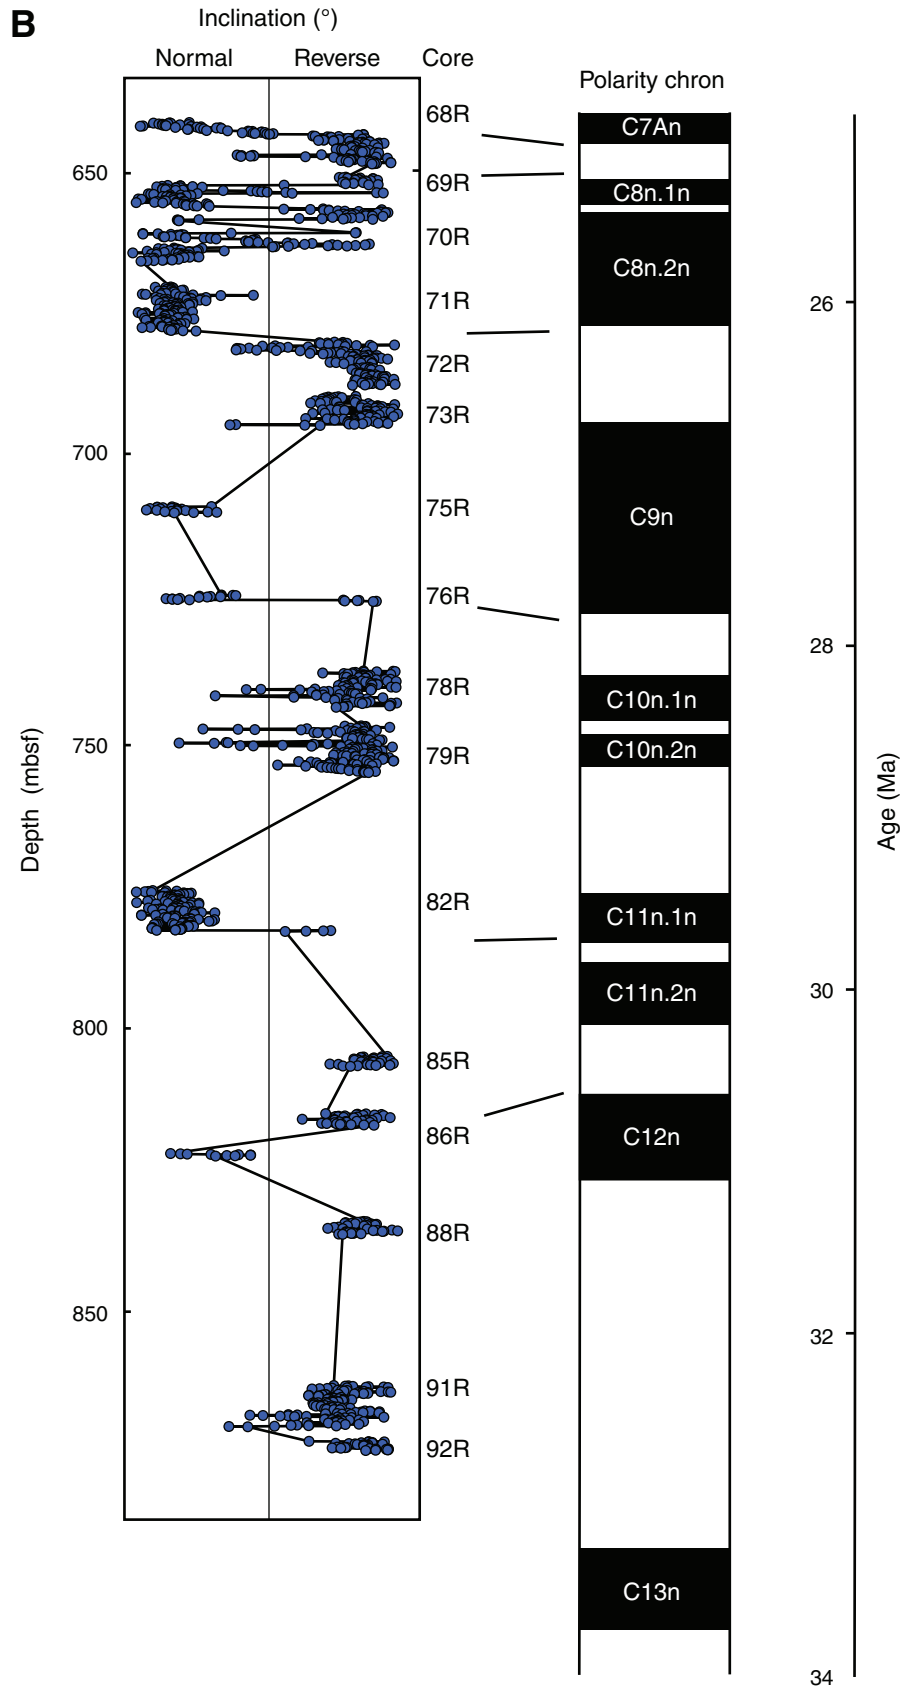 B
Inclination (°)
Normal
Reverse
Core
Polarity chron
68R
69R
70R
71R
72R
73R
75R
76R
78R
79R
82R
85R
86R
88R
91R
92R
650
700
750
800
850
Depth (mbsf)
C7An
C8n.1n
C8n.2n
C9n
C10n.1n
C10n.2n
C11n.1n
C11n.2n
C12n
C13n
26
28
30
32
34
Age (Ma)